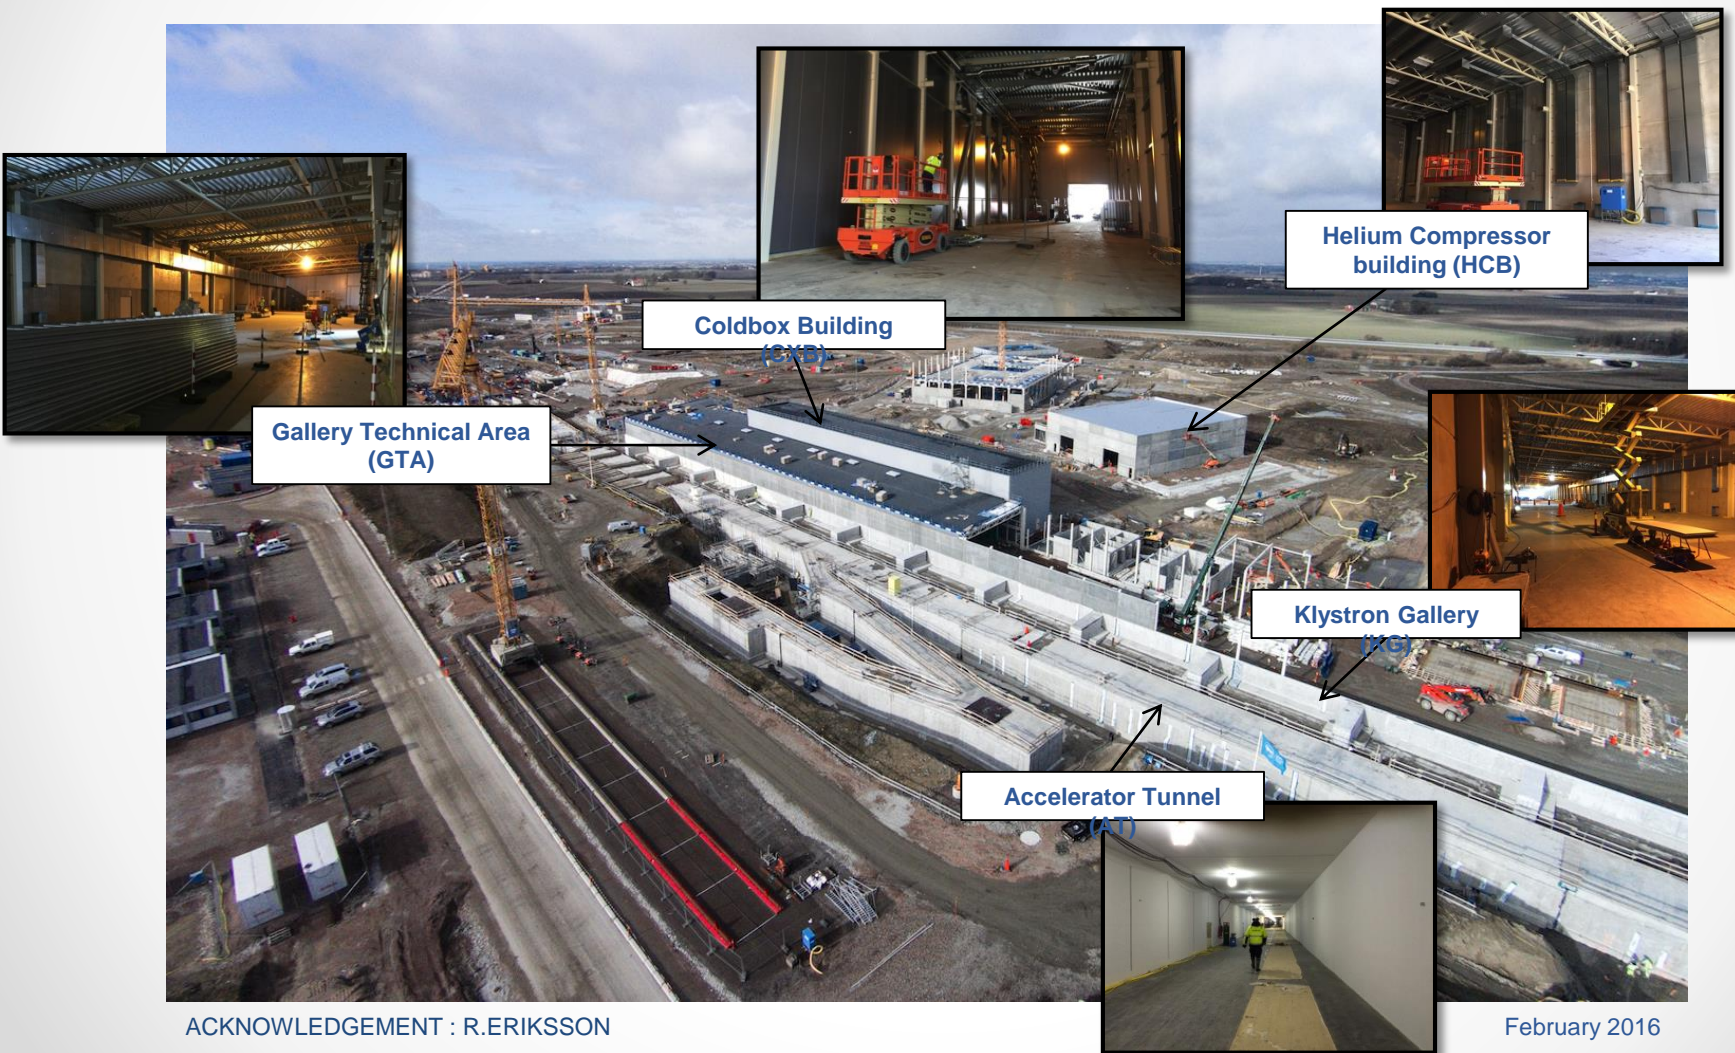 Helium Compressor
building (HCB)
Coldbox Building
(CXB)
Gallery Technical Area
(GTA)
Klystron Gallery
(KG)
Accelerator Tunnel
(AT)
ACKNOWLEDGEMENT : R.ERIKSSON
February 2016